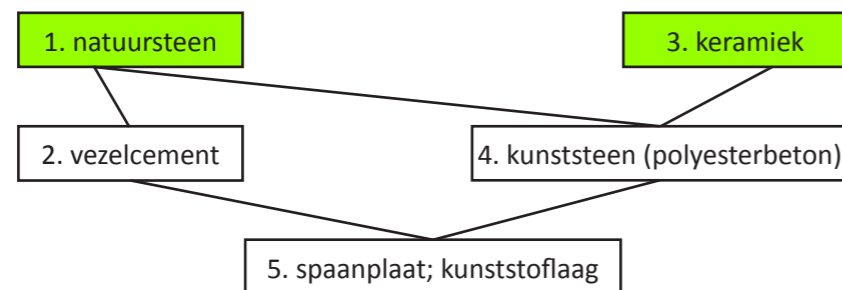 1. natuursteen
3. keramiek
2. vezelcement
4. kunststeen (polyesterbeton)
5. spaanplaat; kunststoflaag